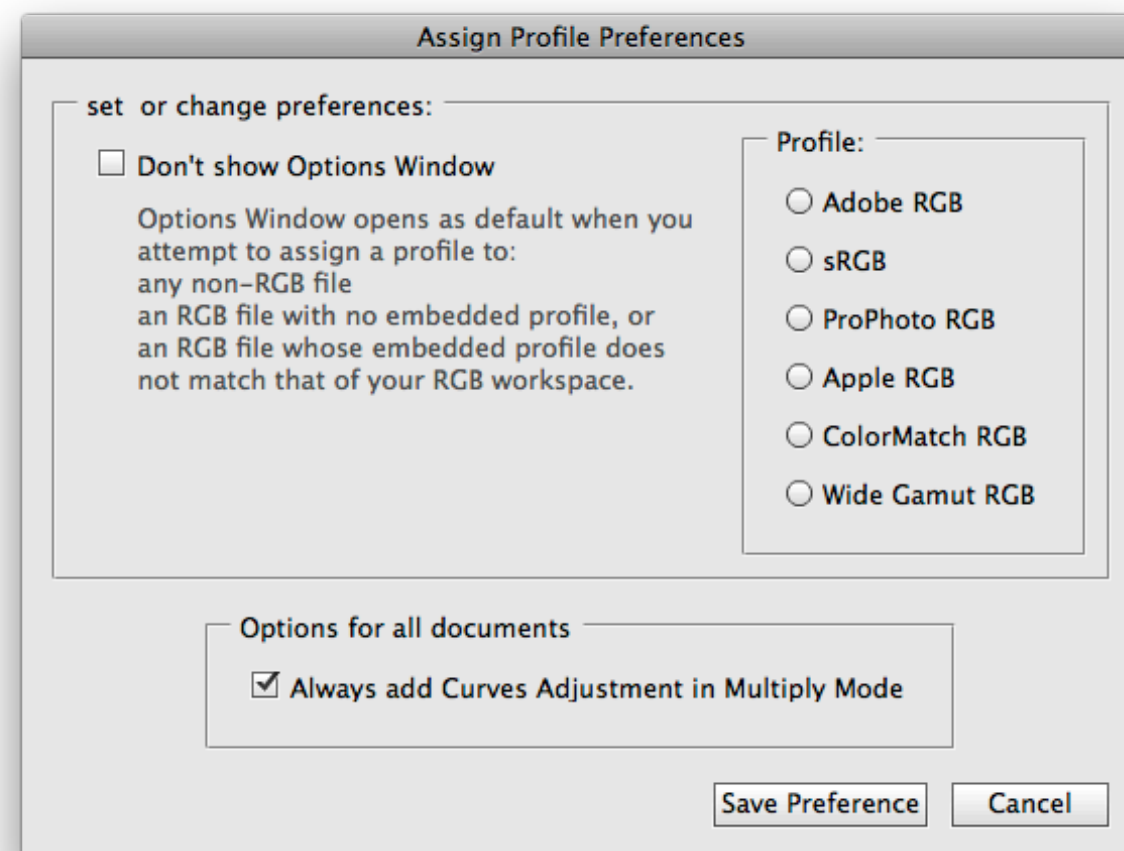 Assign Profile Preferences
set or change preferences:
Don't show Options Window
Options Window opens as default when you
attempt to assign a profile to:
any non-RGB file
an RGB file with no embedded profile, or
an RGB file whose embedded profile does
not match that of your RGB workspace.
Profile:
Adobe RGB
sRGB
ProPhoto RGB
Apple RGB
ColorMatch RGB
Wide Gamut RGB
Options for all documents
Always add Curves Adjustment in Multiply Mode
Save Preference
Cancel